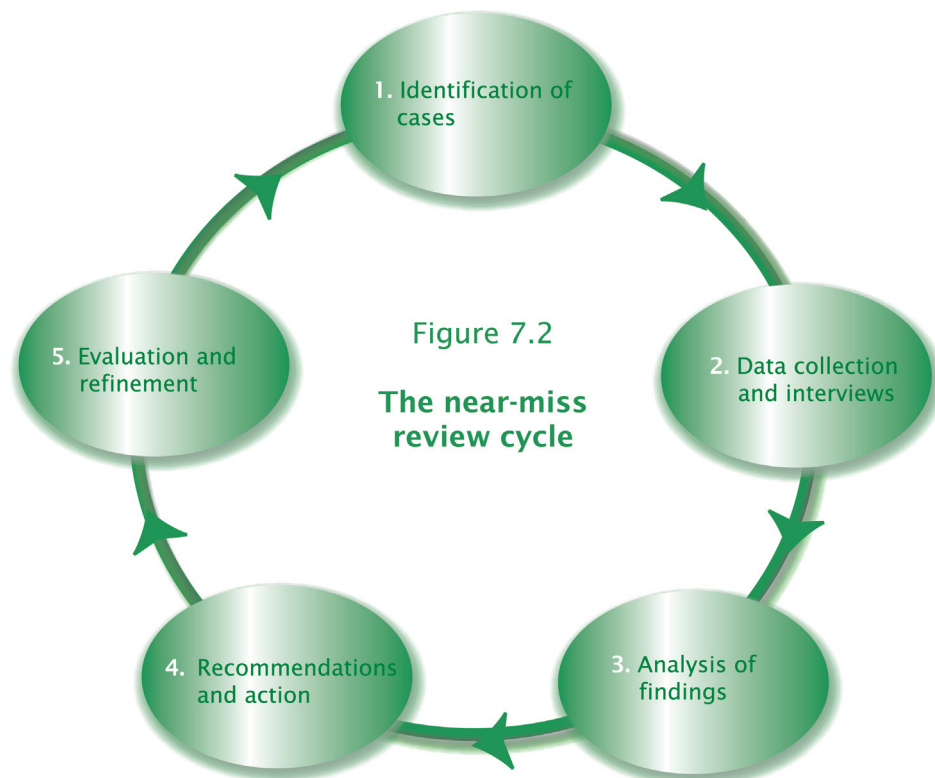 1. Identification of
cases
2. Data collection
and interviews
3. Analysis of
findings
4. Recommendations
and action
5. Evaluation and
refinement
Figure 7.2
The near-miss
review cycle